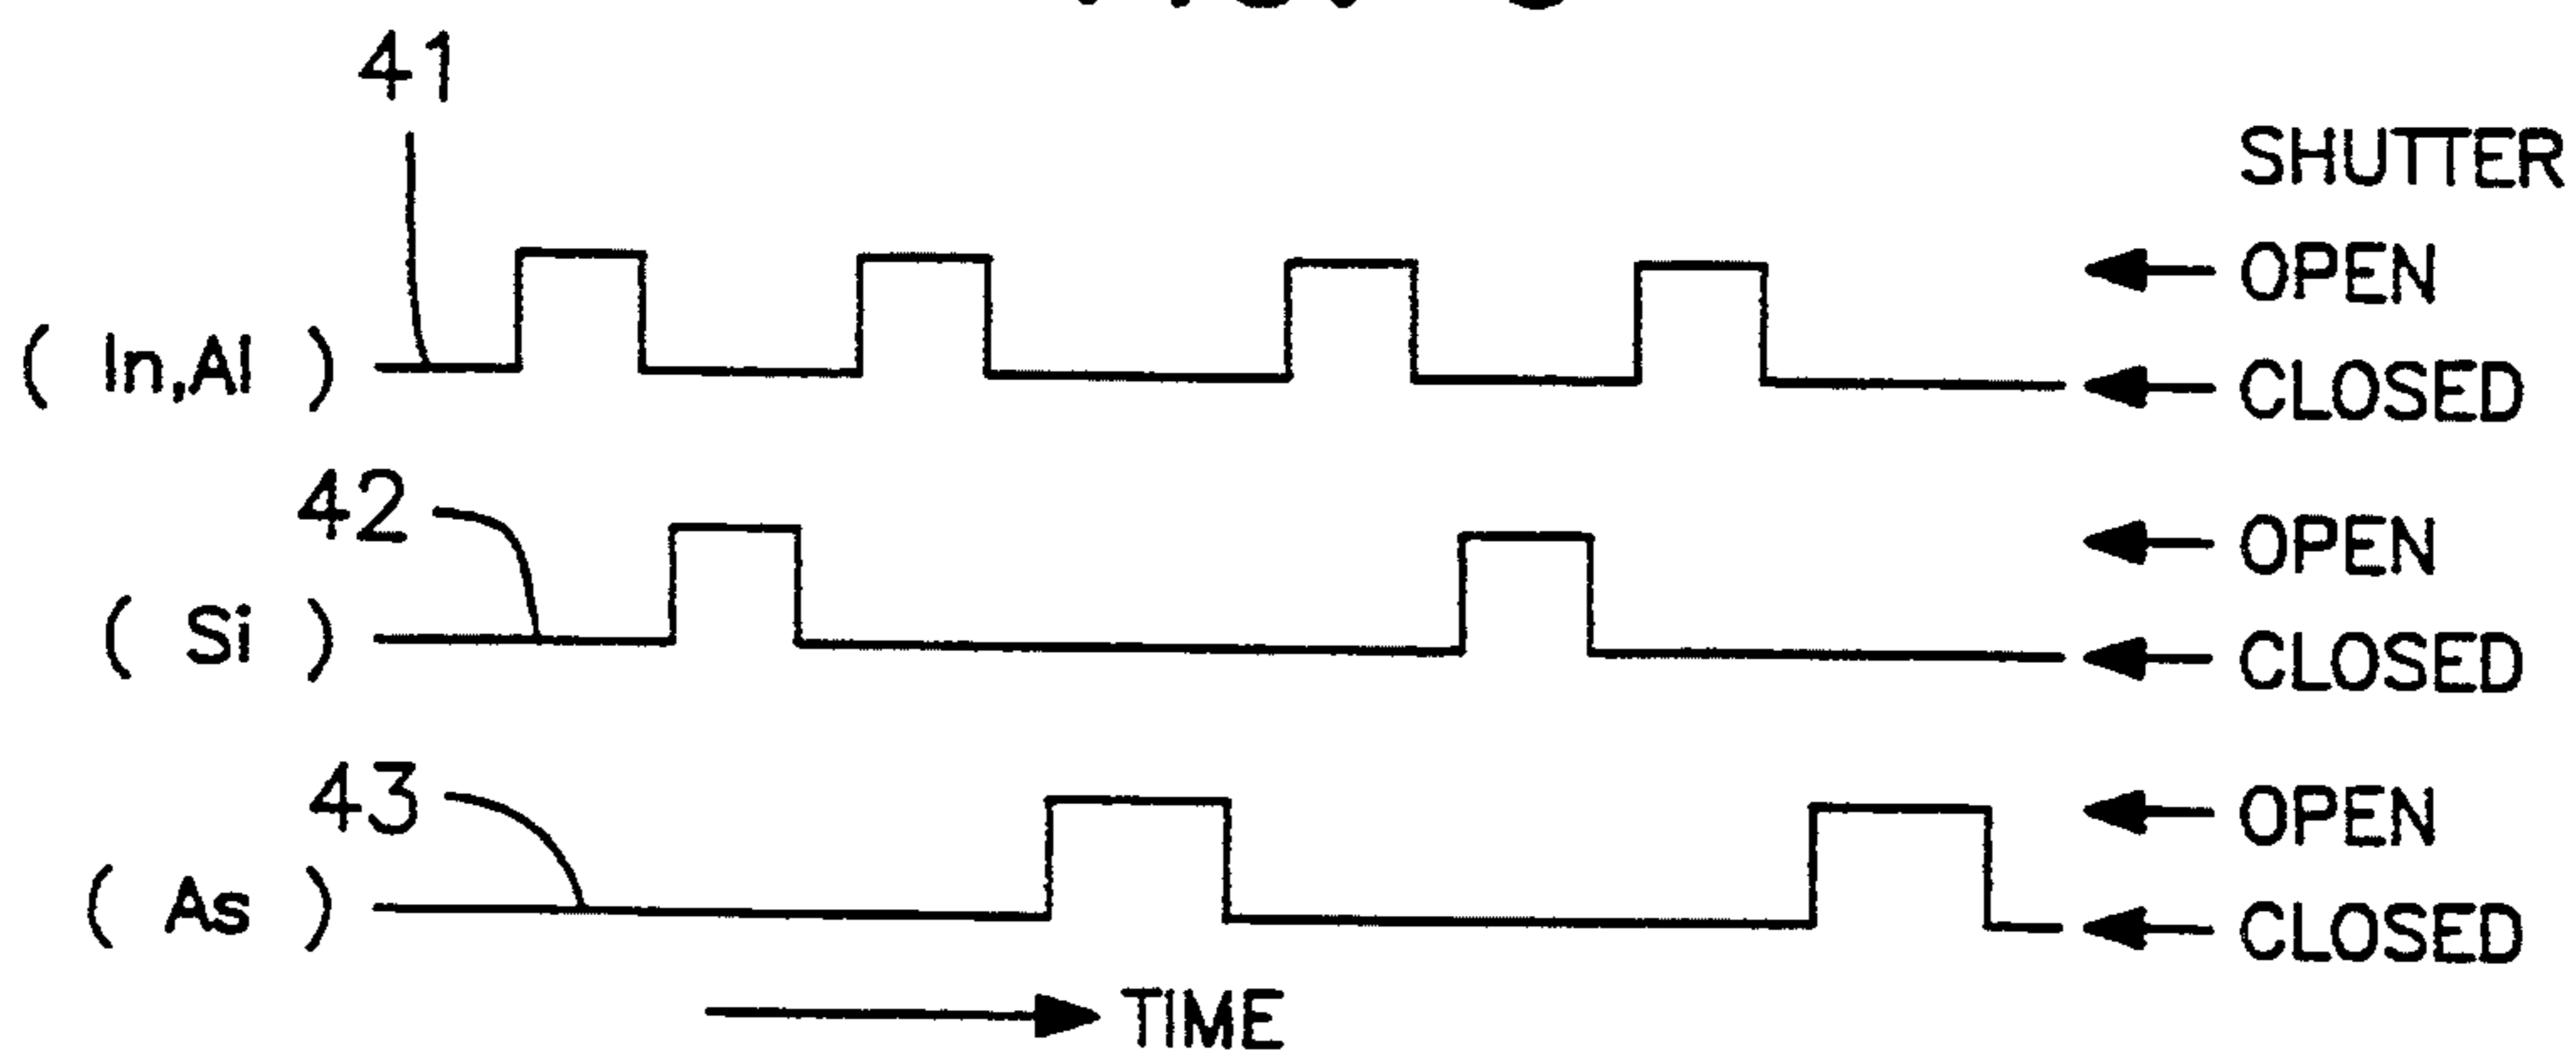 41
SHUTTER
OPEN
( In,Al )
CLOSED
42
OPEN
( Si )
CLOSED
43
OPEN
( As )
CLOSED
TIME